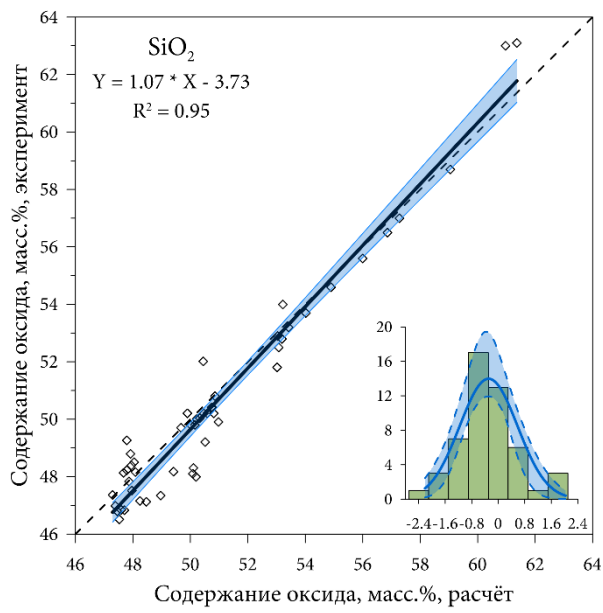 SiO2
Y = 1.07 * X - 3.73
R² = 0.95
Содержание оксида, масс.%, эксперимент
64
62
60
58
56
54
52
50
48
46
20
16
12
8
4
0
-2.4 -1.6 -0.8 0 0.8 1.6 2.4
46 48 50 52 54 56 58 60 62 64
Содержание оксида, масс.%, расчёт